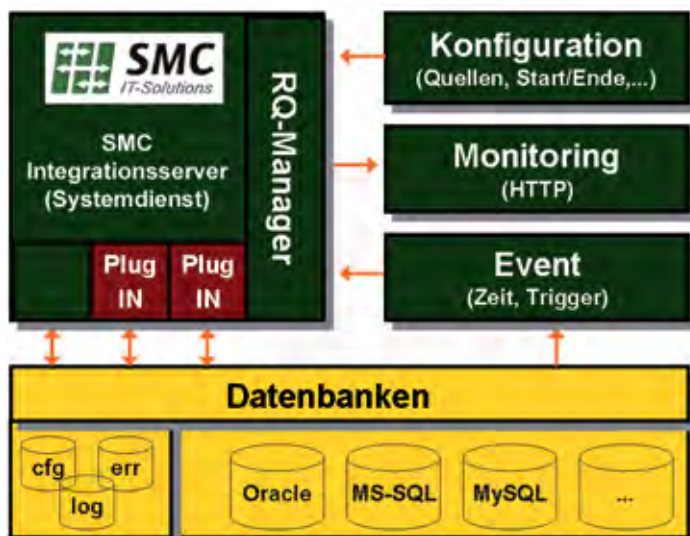 SMC
IT-Solutions
SMC
Integrationsserver
(Systemdienst)
Plug
IN
Plug
IN
RQ-Manager
Konfiguration
(Quellen, Start/Ende,...)
Monitoring
(HTTP)
Event
(Zeit, Trigger)
Datenbanken
cfg
err
log
Oracle
MS-SQL
MySQL
...